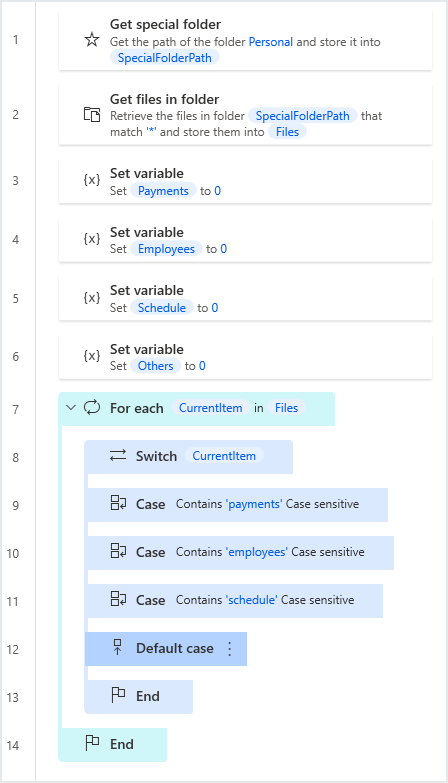 1
Get special folder
Get the path of the folder Personal and store it into
SpecialFolderPath
2
Get files in folder
Retrieve the files in folder SpecialFolderPath that
match '*' and store them into Files
3
Set variable
Set Payments to 0
4
Set variable
Set Employees to 0
5
Set variable
Set Schedule to 0
6
Set variable
Set Others to 0
7 For each CurrentItem in Files
8 Switch CurrentItem
9 Case Contains 'payments' Case sensitive
10 Case Contains 'employees' Case sensitive
11 Case Contains 'schedule' Case sensitive
12 Default case
13 End
14 End